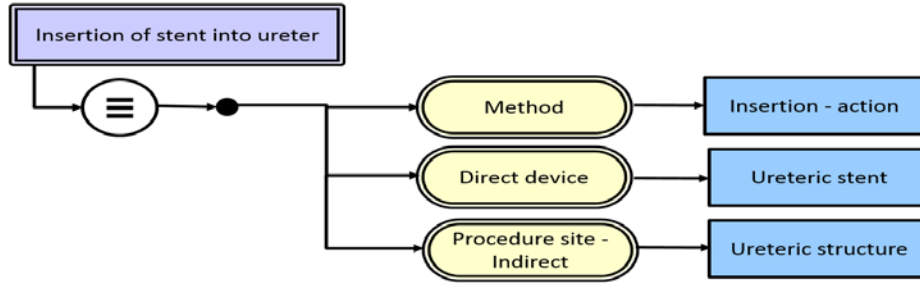 Insertion of stent into ureter
Method
Insertion - action
Direct device
Ureteric stent
Procedure site -
Indirect
Ureteric structure